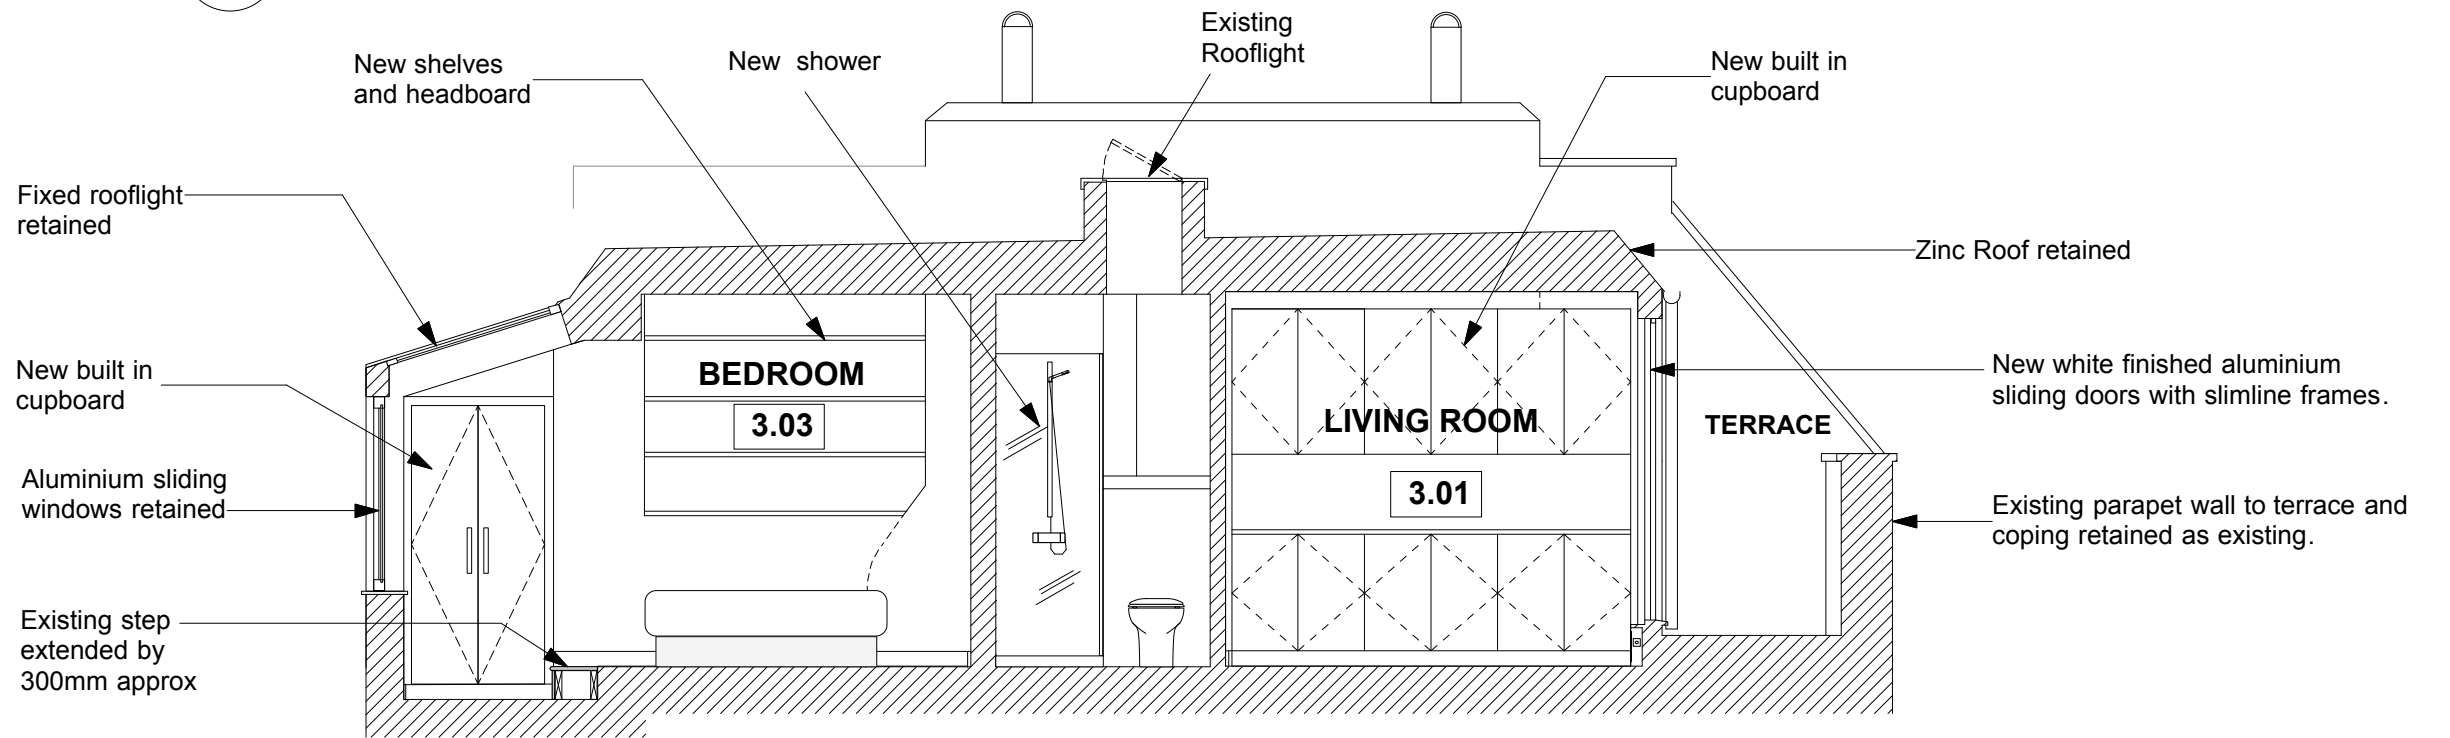 Existing
Rooflight
New shelves
and headboard
New shower
New built in
cupboard
Fixed rooflight
retained
Zinc Roof retained
New built in
cupboard
BEDROOM
3.03
LIVING ROOM
3.01
TERRACE
New white finished aluminium
sliding doors with slimline frames.
Aluminium sliding
windows retained
Existing parapet wall to terrace and
coping retained as existing.
Existing step
extended by
300mm approx